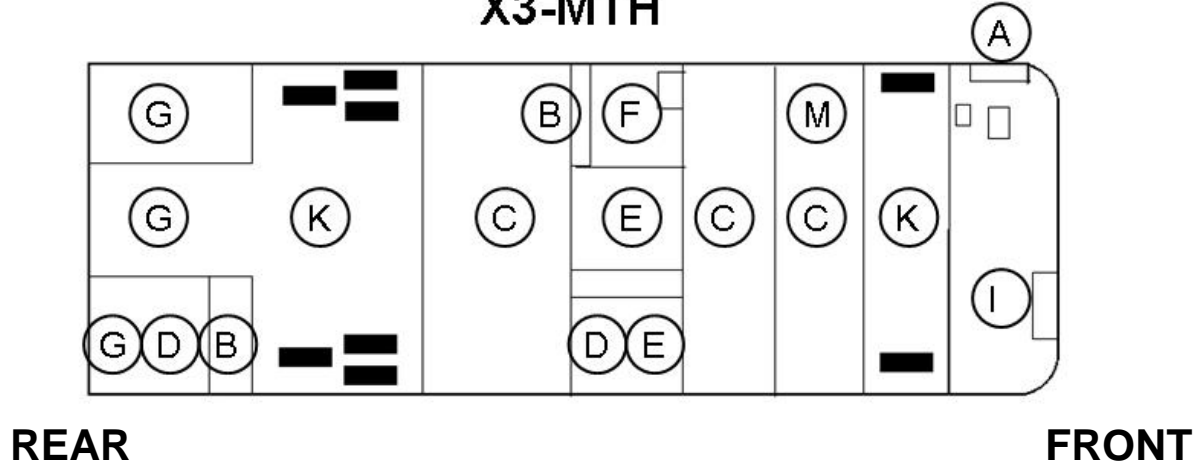 X3-MTH
A
G B F M
G K C E C C K
I
G D B D E
REAR FRONT